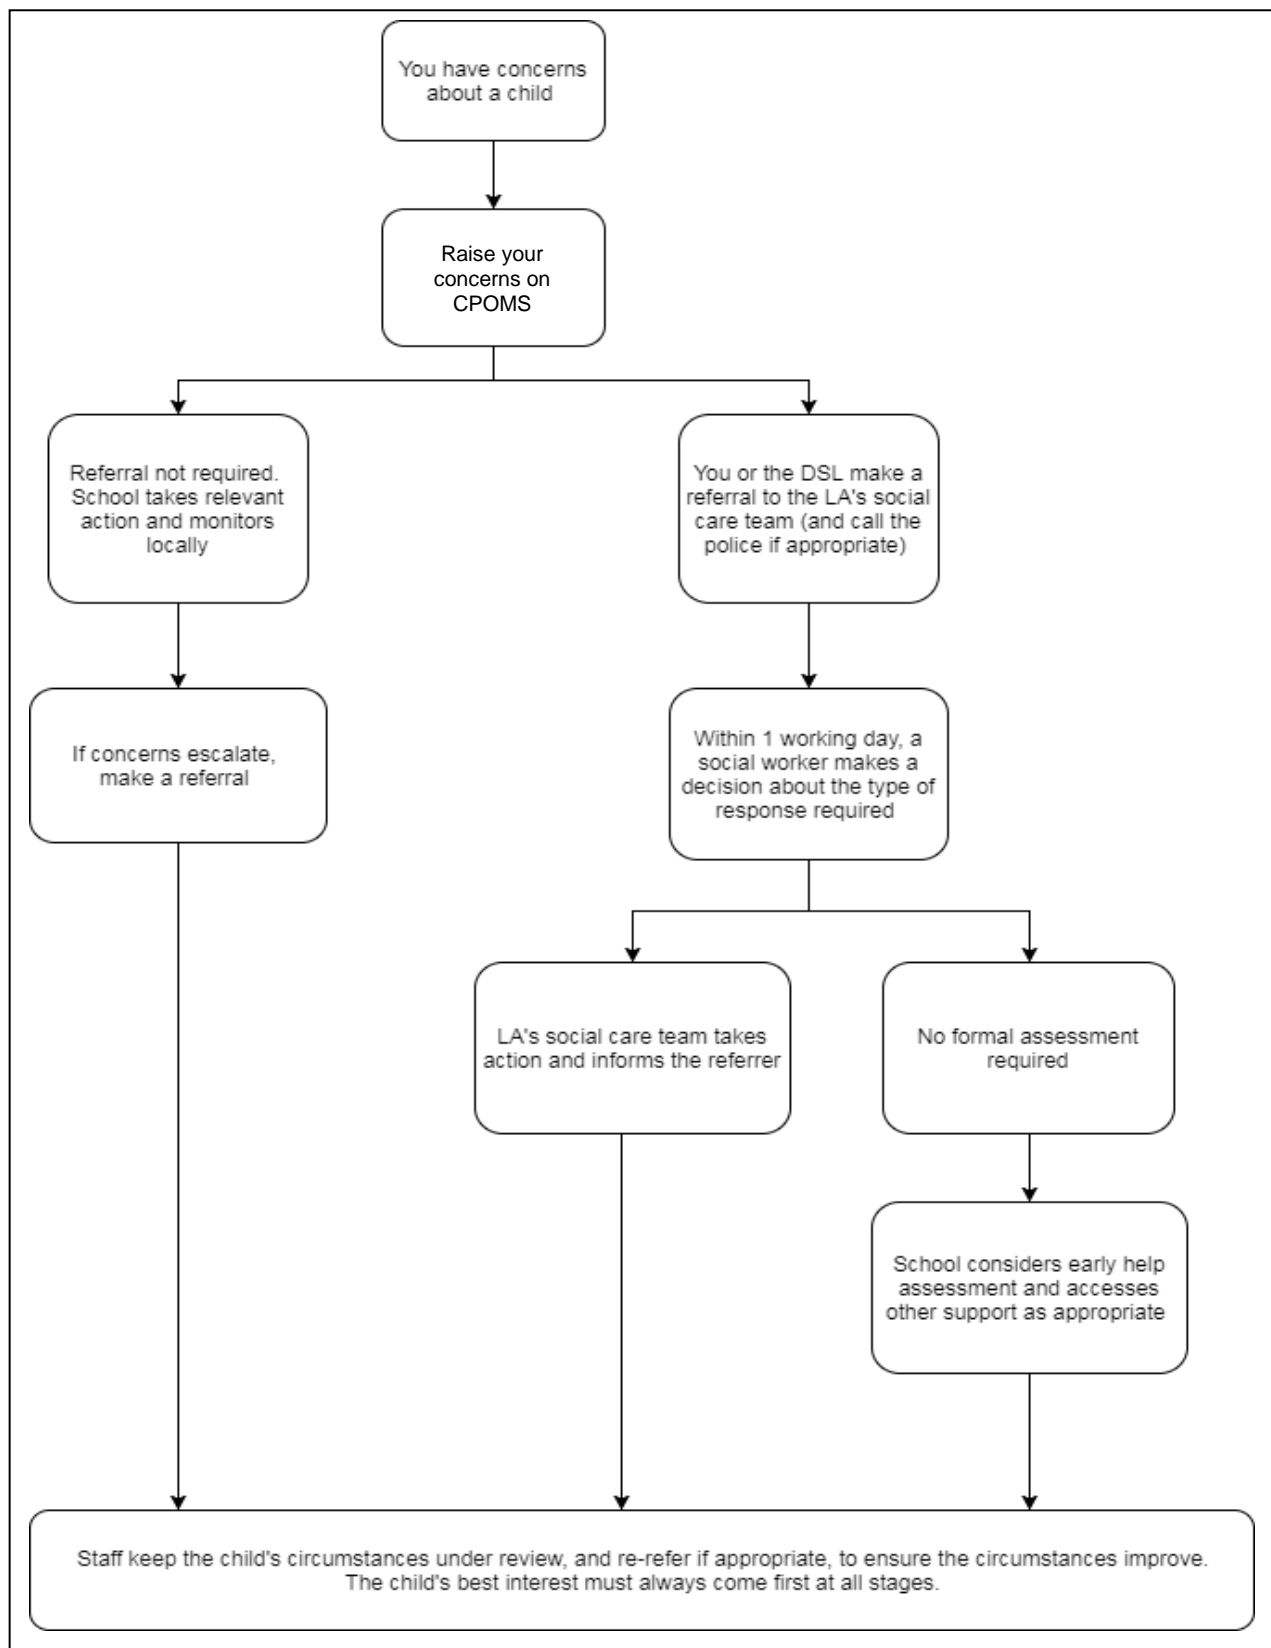 You have concerns
about a child
Raise your
concerns on
CPOMS
Referral not required.
School takes relevant
action and monitors
locally
You or the DSL make a
referral to the LA's social
care team (and call the
police if appropriate)
If concerns escalate,
make a referral
Within 1 working day, a
social worker makes a
decision about the type of
response required
LA's social care team takes
action and informs the referrer
No formal assessment
required
School considers early help
assessment and accesses
other support as appropriate
Staff keep the child's circumstances under review, and re-refer if appropriate, to ensure the circumstances improve.
The child's best interest must always come first at all stages.